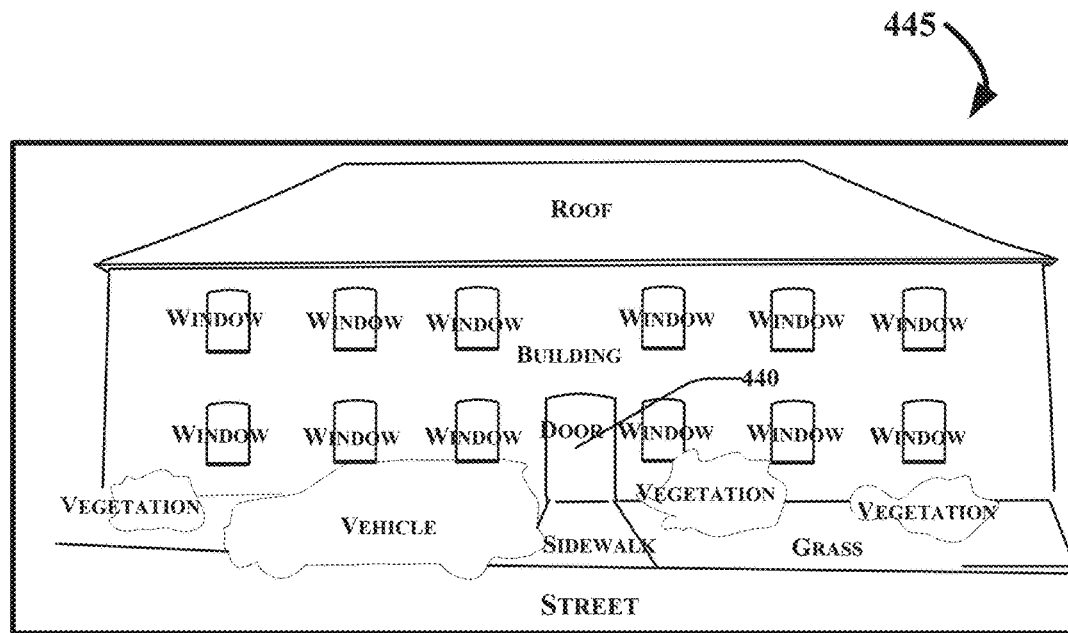 445
ROOF
WINDOW WINDOW WINDOW WINDOW WINDOW WINDOW
BUILDING
440
WINDOW WINDOW WINDOW DOOR WINDOW WINDOW WINDOW
VEGETATION VEGETATION VEGETATION
VEHICLE
SIDEWALK GRASS
STREET